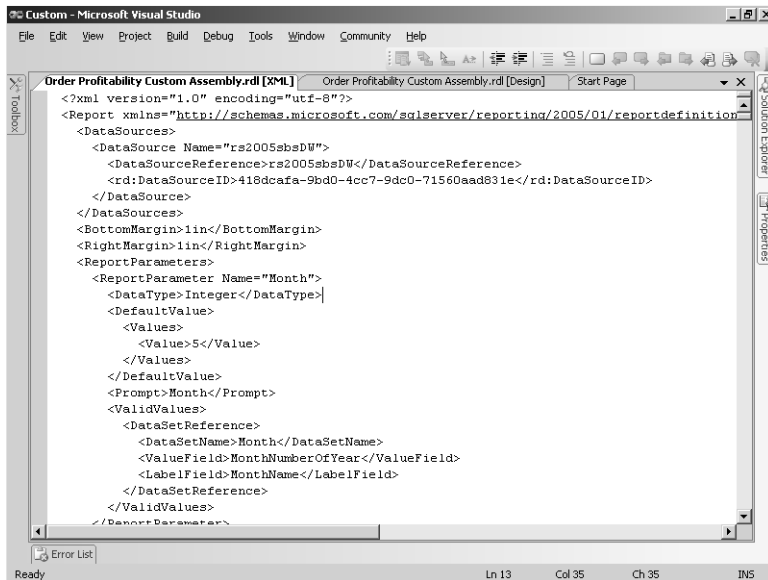 Custom - Microsoft Visual Studio
File Edit View Project Build Debug Tools Window Community Help
Order Profitability Custom Assembly.rdl [XML] Order Profitability Custom Assembly.rdl [Design] Start Page
Toolbox
Solution Explorer
Properties
<?xml version="1.0" encoding="utf-8"?>
<Report xmlns="http://schemas.microsoft.com/sqlserver/reporting/2005/01/reportdefinition
<DataSources>
<DataSource Name="rs2005sbsDW">
<DataSourceReference>rs2005sbsDW</DataSourceReference>
<rd:DataSourceID>418dcafa-9bd0-4cc7-9dc0-71560aad831e</rd:DataSourceID>
</DataSource>
</DataSources>
<BottomMargin>1in</BottomMargin>
<RightMargin>1in</RightMargin>
<ReportParameters>
<ReportParameter Name="Month">
<DataType>Integer</DataType>
<DefaultValue>
<Values>
<Value>5</Value>
</Values>
</DefaultValue>
<Prompt>Month</Prompt>
<ValidValues>
<DataSetReference>
<DataSetName>Month</DataSetName>
<ValueField>MonthNumberOfYear</ValueField>
<LabelField>MonthName</LabelField>
</DataSetReference>
</ValidValues>
</ReportParameter>
Error List
Ready Ln 13 Col 35 Ch 35 INS